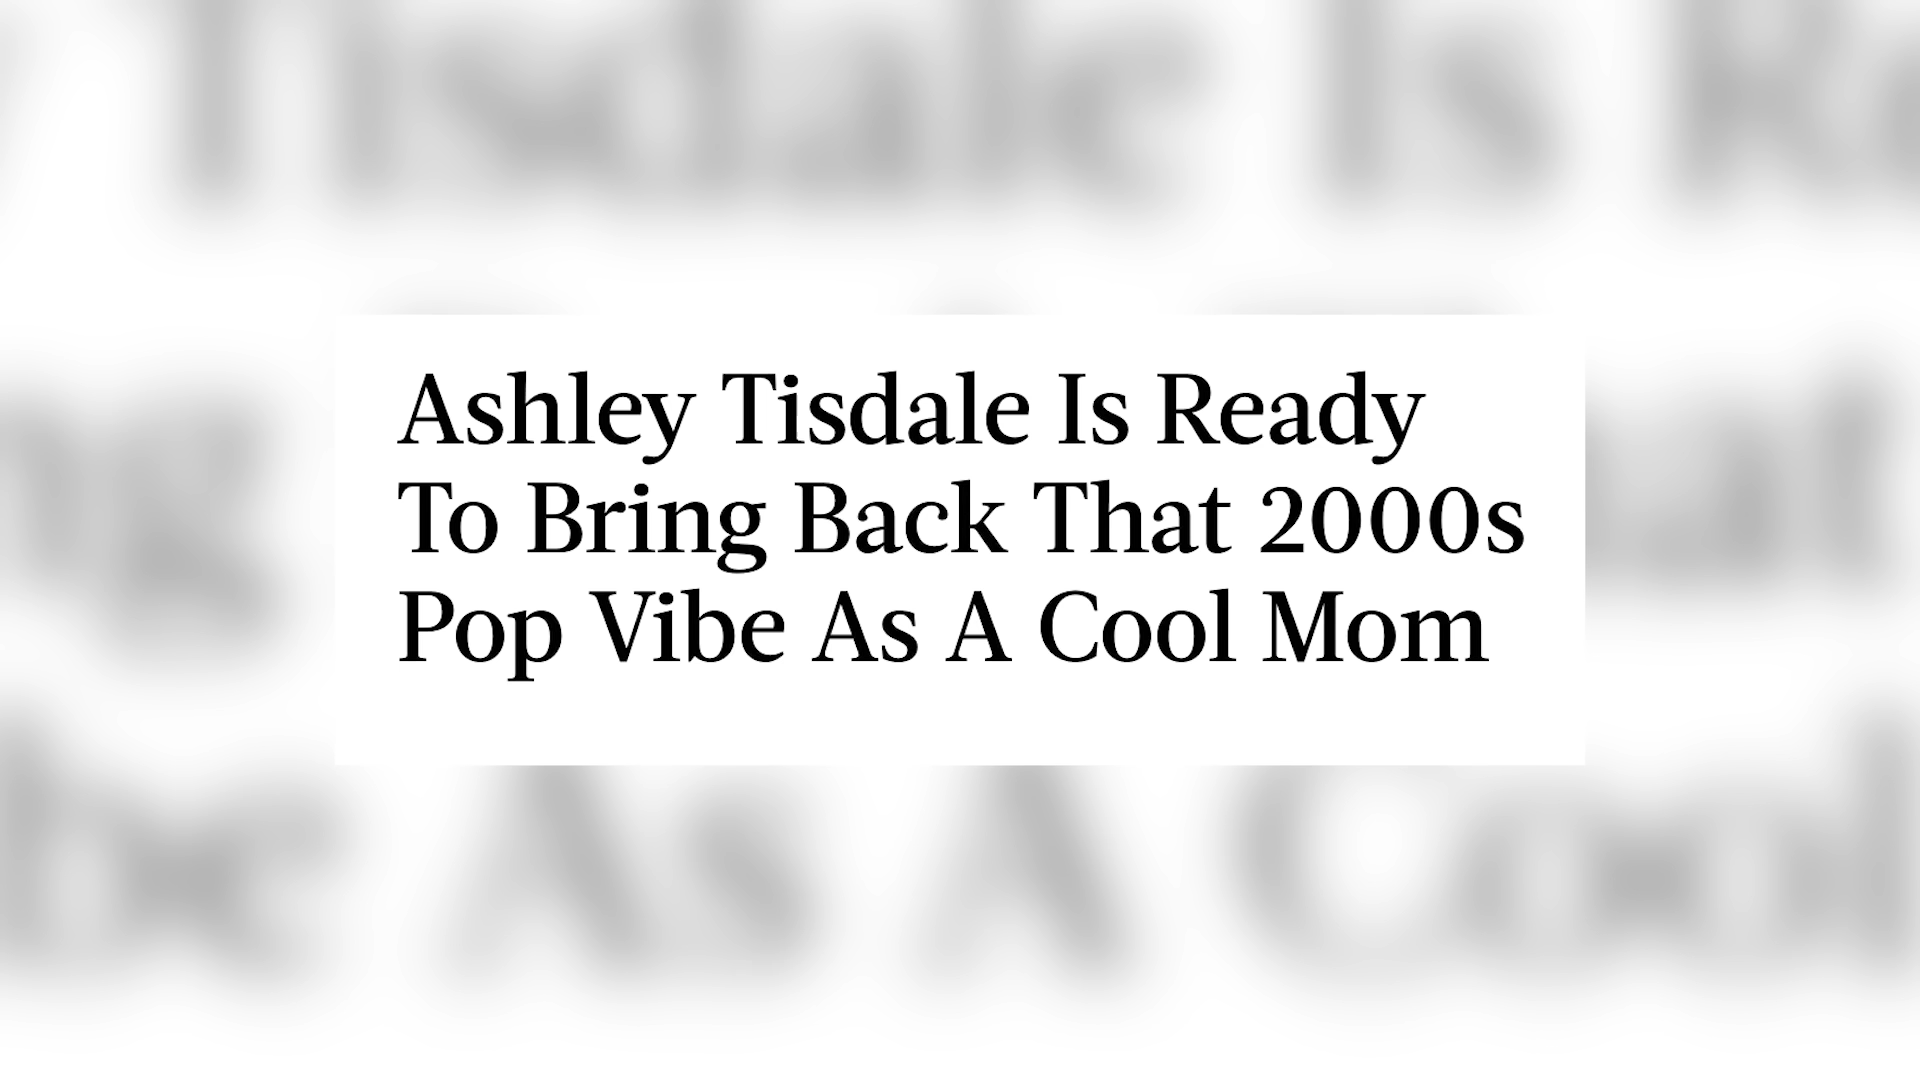 Ashley Tisdale Is Ready
To Bring Back That 2000s
Pop Vibe As A Cool Mom